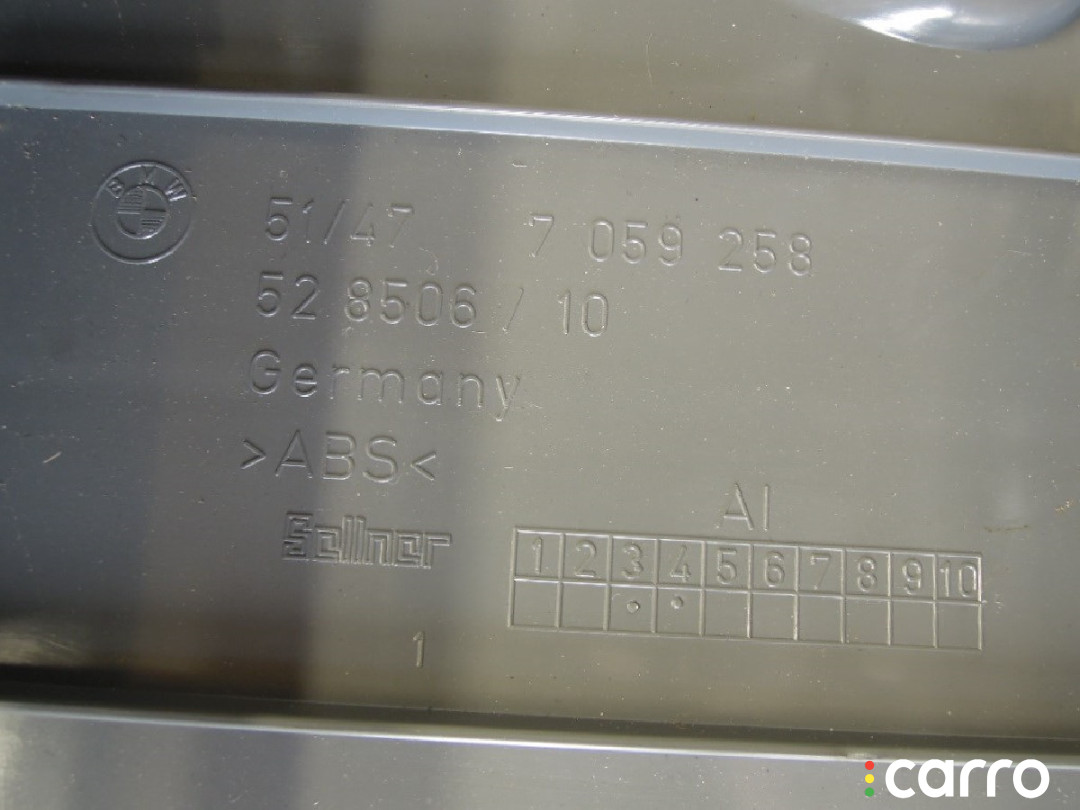 BMW
51/47 7 059 258
52 8506 / 10
Germany
>ABS<
Sellner
AI
1 2 3 4 5 6 7 8 9 10
1
carro